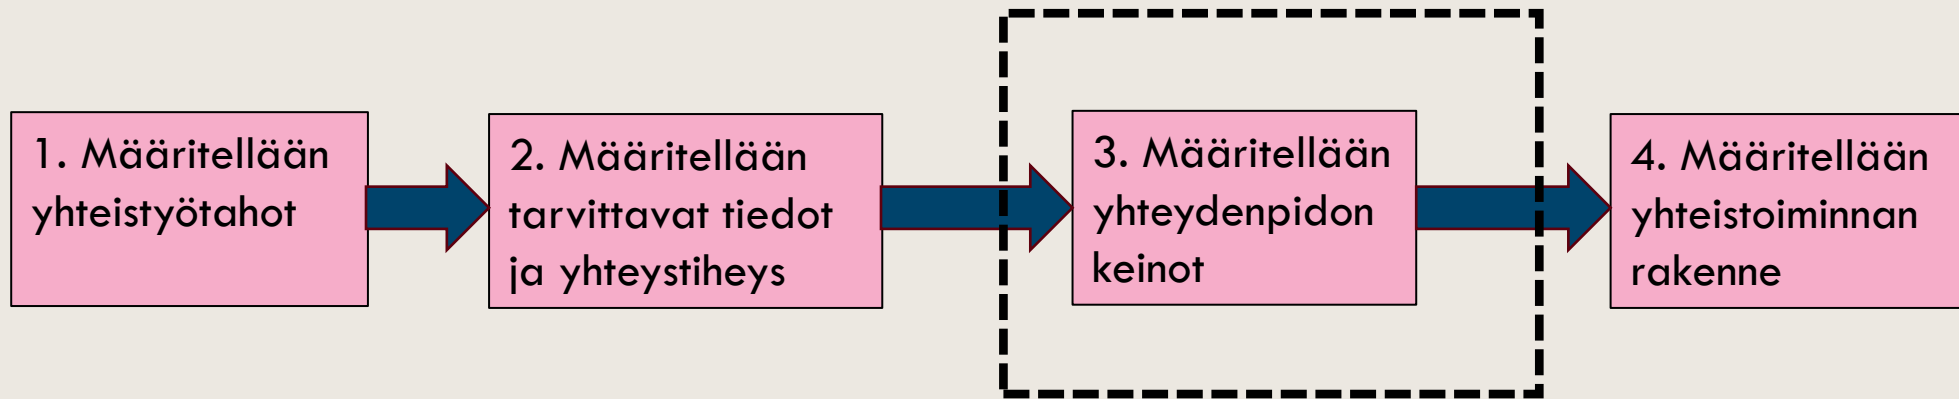 1. Määritellään
yhteistyötahot
2. Määritellään
tarvittavat tiedot
ja yhteystiheys
3. Määritellään
yhteydenpidon
keinot
4. Määritellään
yhteistoiminnan
rakenne